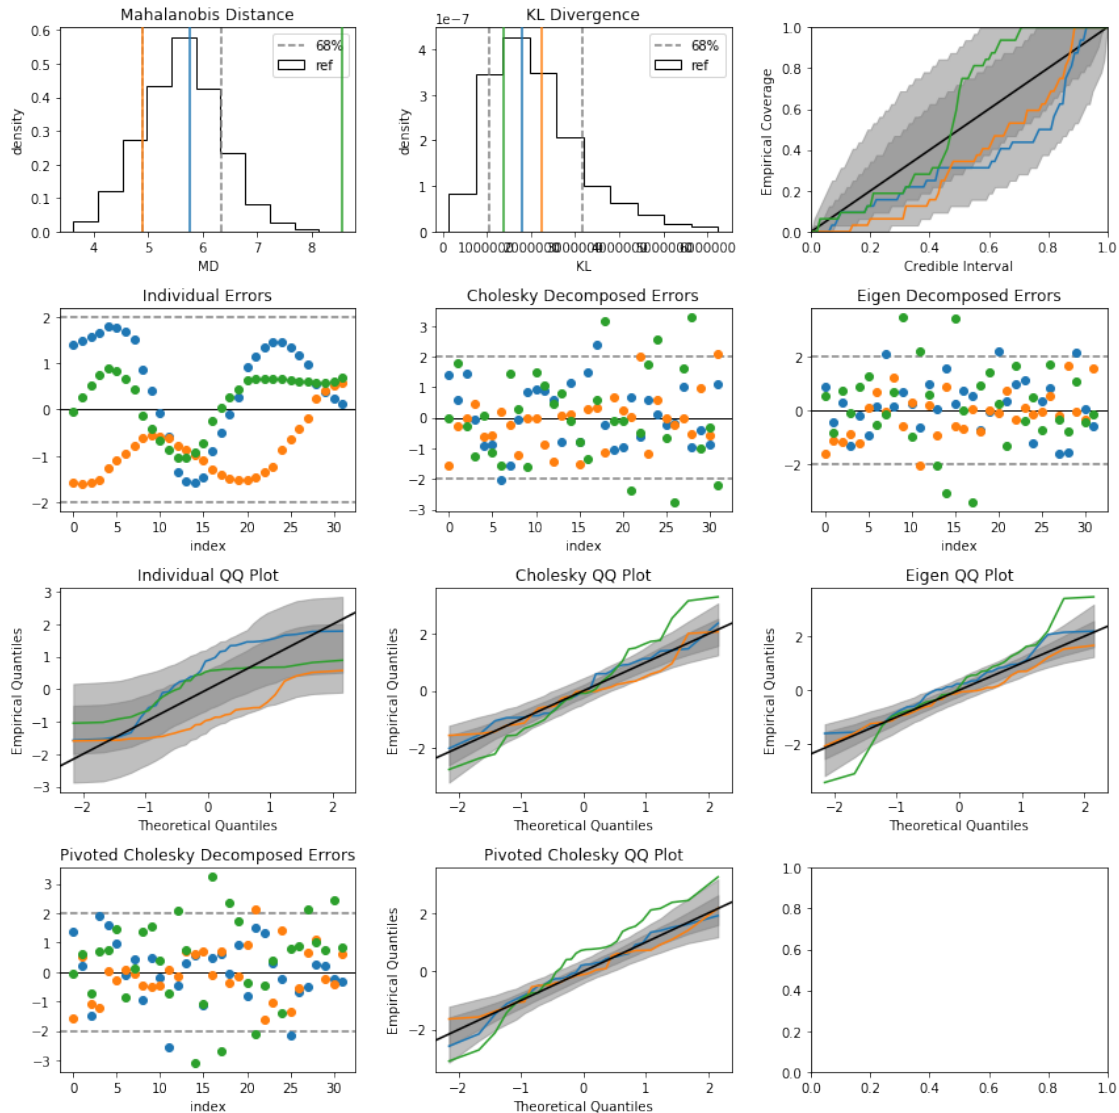 Mahalanobis Distance
KL Divergence
1e−7
68%
ref
68%
ref
0.6
0.5
0.4
0.3
0.2
0.1
0.0
density
4
3
2
1
0
density
1.0
0.8
0.6
0.4
0.2
0.0
Empirical Coverage
4 5 6 7 8
0.0 0.2 0.4 0.6 0.8 1.0
MD
KL
Credible Interval
Individual Errors
Cholesky Decomposed Errors
Eigen Decomposed Errors
2
1
0
−1
−2
3
2
1
0
−1
−2
−3
2
0
−2
0 5 10 15 20 25 30
0 5 10 15 20 25 30
0 5 10 15 20 25 30
index
index
index
Individual QQ Plot
Cholesky QQ Plot
Eigen QQ Plot
3
2
1
0
−1
−2
−3
Empirical Quantiles
2
0
−2
Empirical Quantiles
2
0
−2
Empirical Quantiles
−2 −1 0 1 2
−2 −1 0 1 2
−2 −1 0 1 2
Theoretical Quantiles
Theoretical Quantiles
Theoretical Quantiles
Pivoted Cholesky Decomposed Errors
Pivoted Cholesky QQ Plot
3
2
1
0
−1
−2
−3
2
0
−2
Empirical Quantiles
1.0
0.8
0.6
0.4
0.2
0.0
0 5 10 15 20 25 30
−2 −1 0 1 2
0.0 0.2 0.4 0.6 0.8 1.0
index
Theoretical Quantiles